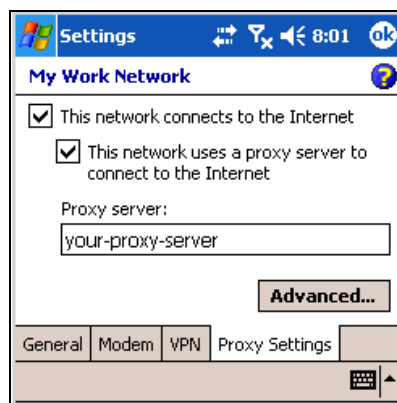 Settings 8:01 ok
My Work Network ?
This network connects to the Internet
This network uses a proxy server to
connect to the Internet
Proxy server:
your-proxy-server
Advanced...
General Modem VPN Proxy Settings